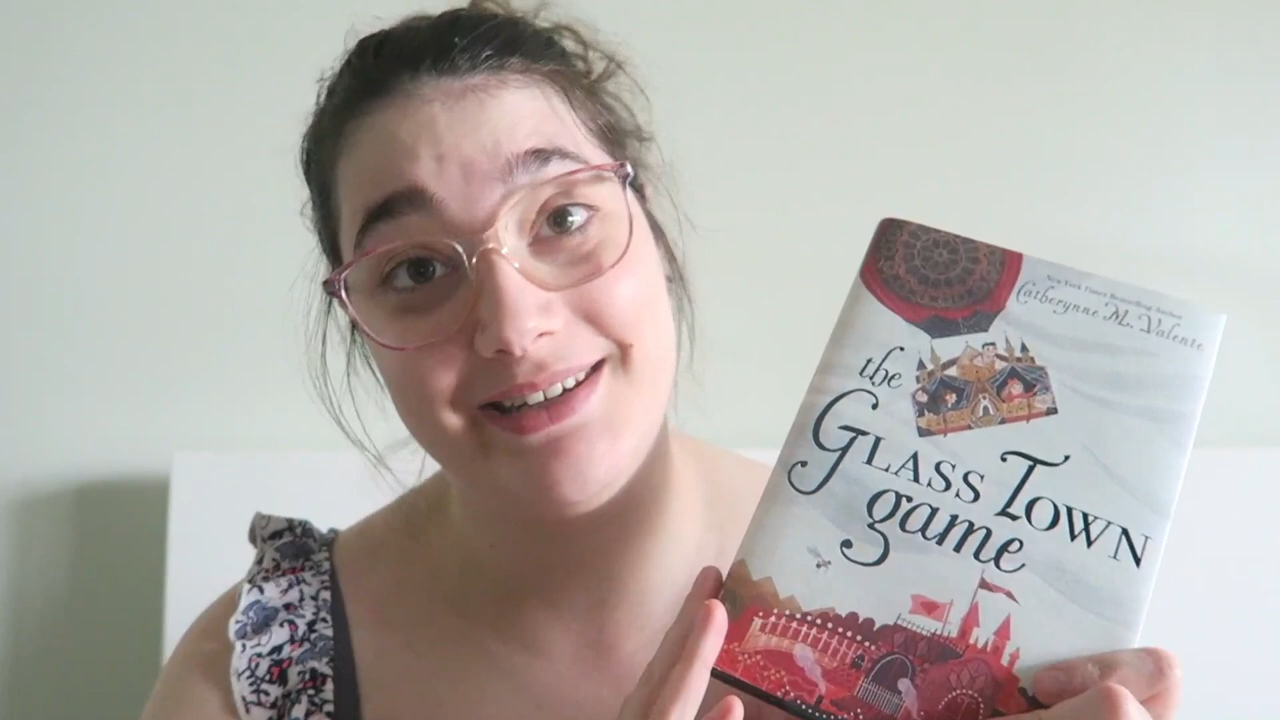 New York Times Bestselling Author
Catherynne M. Valente
the
GLASS TOWN
game